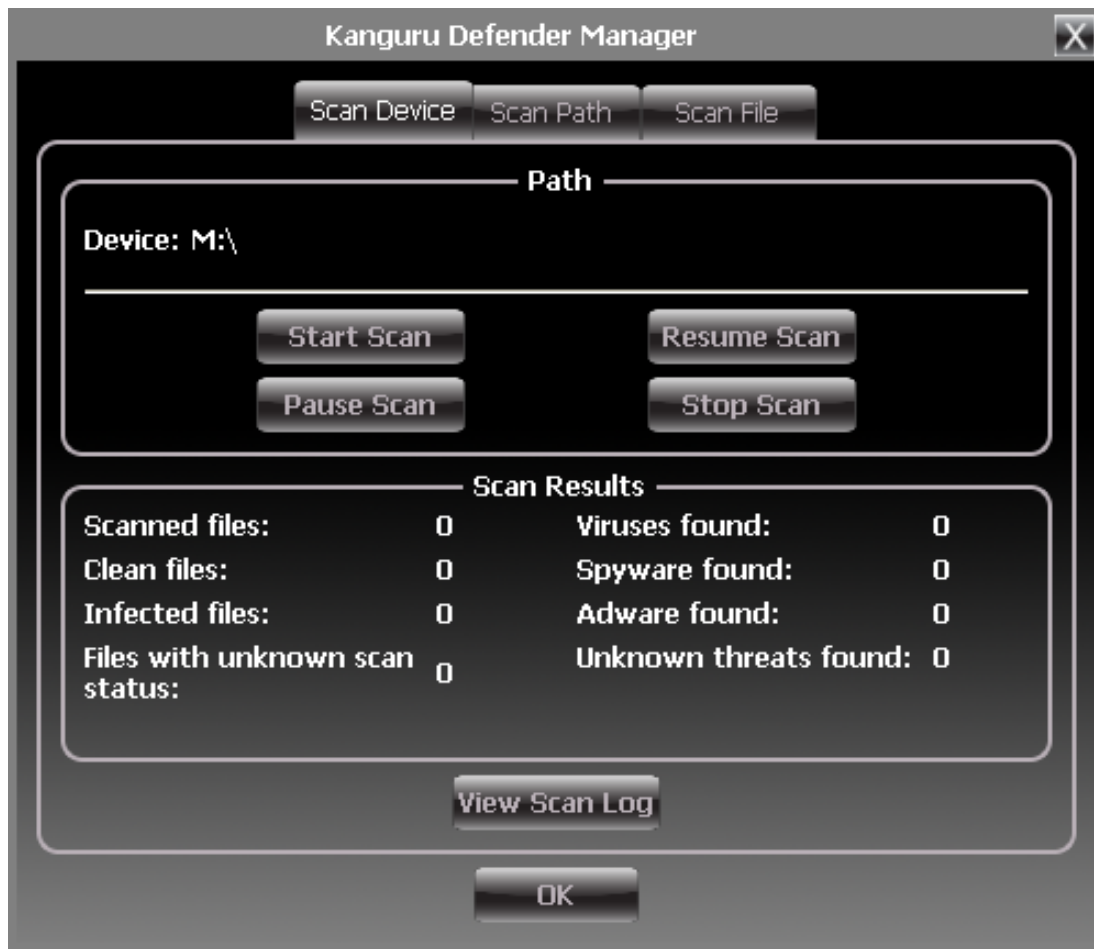 Kanguru Defender Manager
X
Scan Device Scan Path Scan File
Path
Device: M:\
Start Scan Resume Scan
Pause Scan Stop Scan
Scan Results
Scanned files: 0 Viruses found: 0
Clean files: 0 Spyware found: 0
Infected files: 0 Adware found: 0
Files with unknown scan status: 0 Unknown threats found: 0
View Scan Log
OK